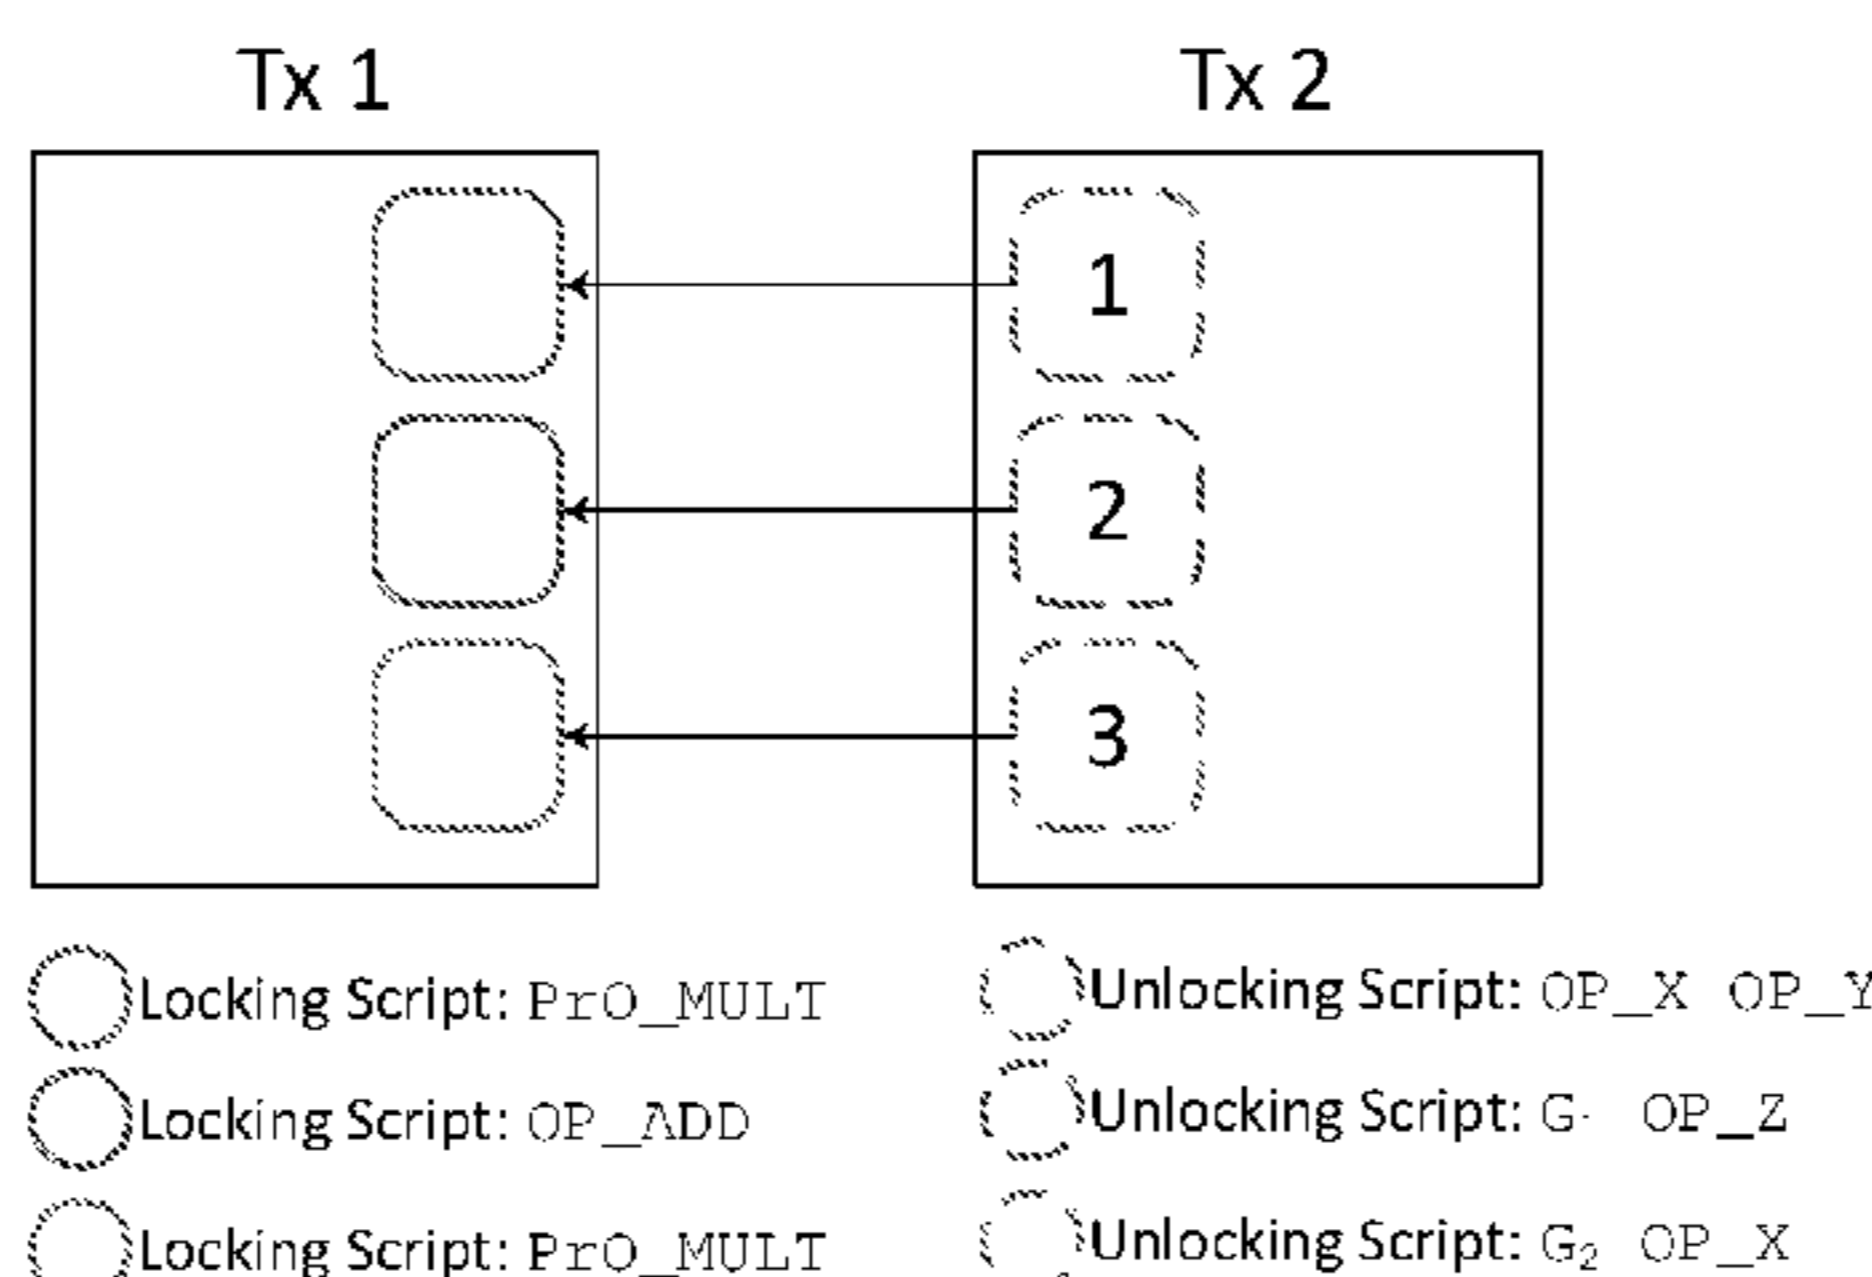 Tx 1
Tx 2
1
2
3
Locking Script: PrO_MULT
Unlocking Script: OP_X OP_Y
Locking Script: OP_ADD
Unlocking Script: OP_Z
Locking Script: PrO_MULT
Unlocking Script: G₂ OP_X